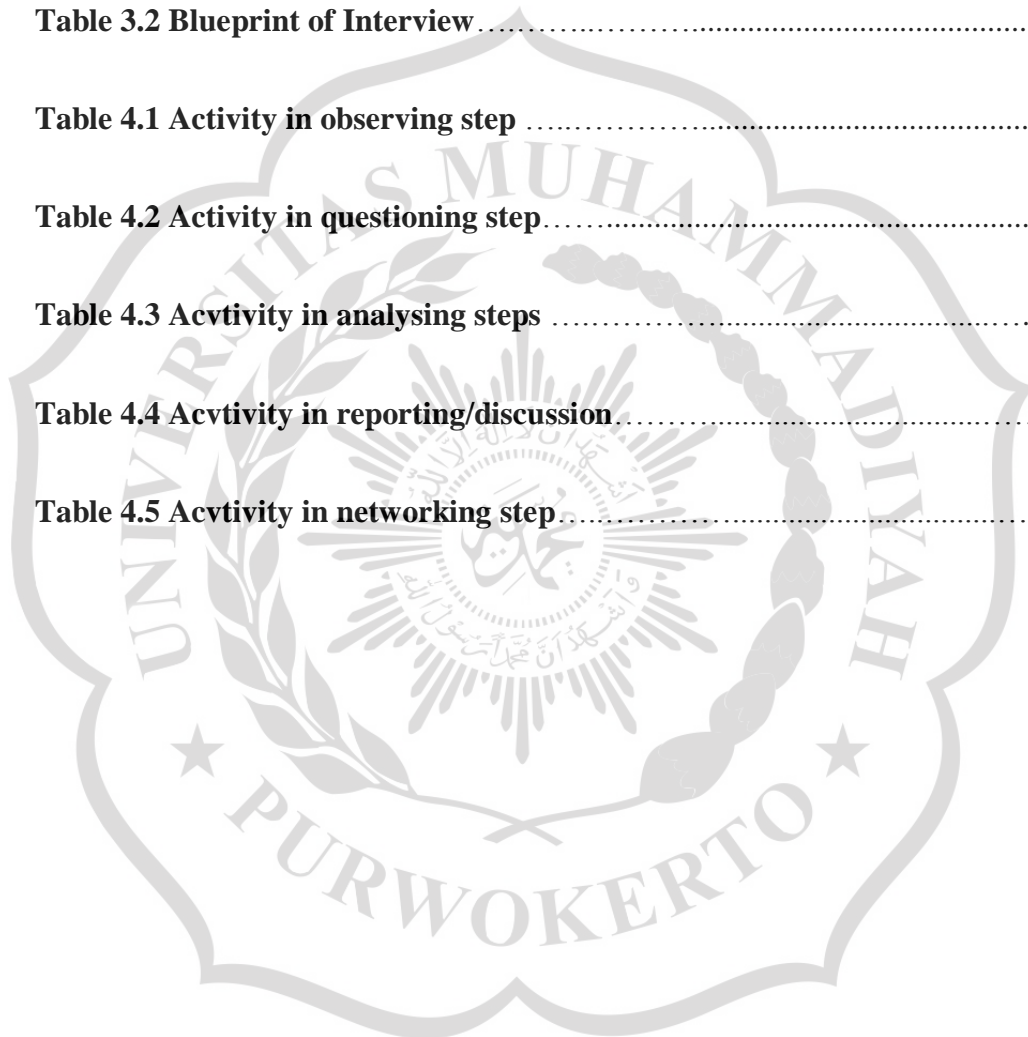 Table 3.2 Blueprint of Interview
Table 4.1 Activity in observing step
Table 4.2 Activity in questioning step
Table 4.3 Acvtivity in analysing steps
Table 4.4 Acvtivity in reporting/discussion
Table 4.5 Acvtivity in networking step
UNIVERSITAS MUHAMMADIYAH
PURWOKERTO